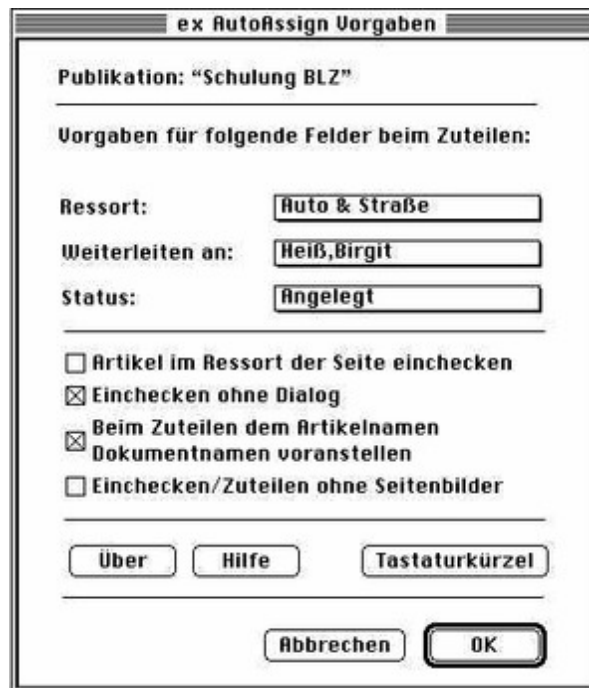 ex AutoAssign Vorgaben
Publikation: “Schulung BLZ”
Vorgaben für folgende Felder beim Zuteilen:
Ressort: Auto & Straße
Weiterleiten an: Heiß,Birgit
Status: Angelegt
Artikel im Ressort der Seite einchecken
Einchecken ohne Dialog
Beim Zuteilen dem Artikelnamen
Dokumentnamen voranstellen
Einchecken/Zuteilen ohne Seitenbilder
Über Hilfe Tastaturkürzel
Abbrechen OK